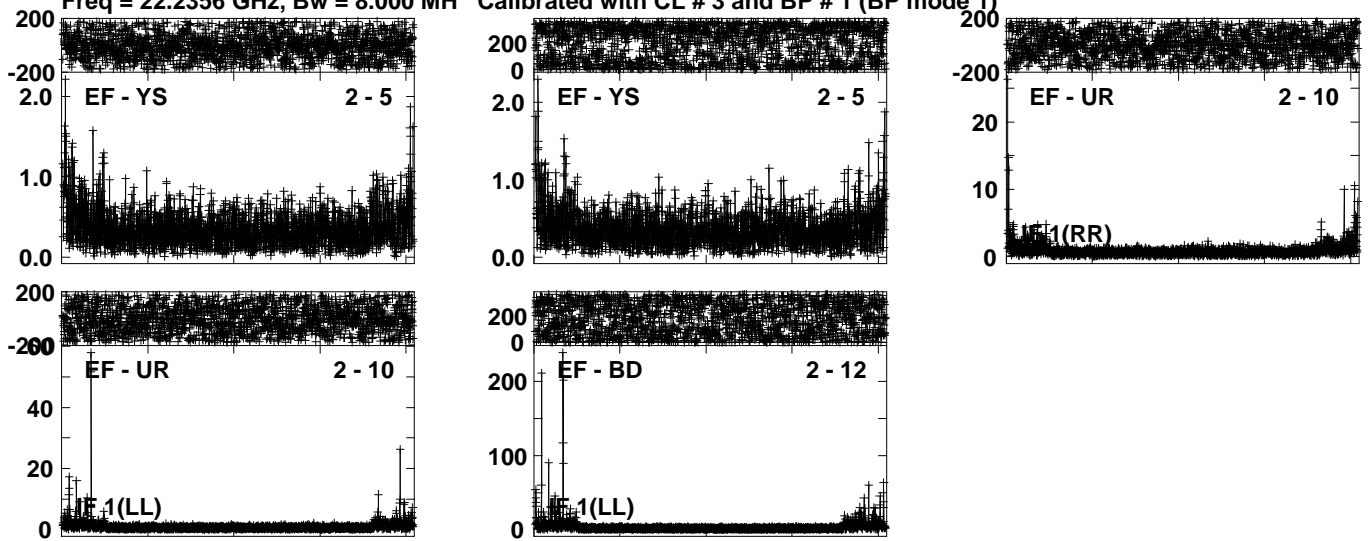 Freq = 22.2356 GHz, Bw = 8.000 MH Calibrated with CL # 3 and BP # 1 (BP mode 1)
200
-200
EF - YS 2 - 5
2.0
1.0
0.0
200
0
EF - YS 2 - 5
2.0
1.0
0.0
200
-200
EF - UR 2 - 10
20
10
0
IF 1(RR)
200
-200
60
EF - UR 2 - 10
40
20
0
IF 1(LL)
200
0
EF - BD 2 - 12
200
100
0
IF 1(LL)